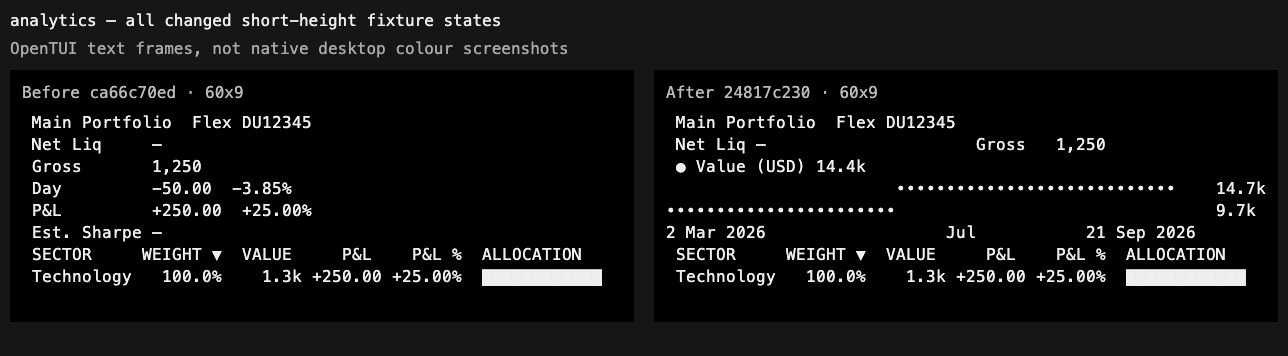 analytics — all changed short-height fixture states
OpenTUI text frames, not native desktop colour screenshots
Before ca66c70ed · 60x9
Main Portfolio  Flex DU12345
Net Liq     —
Gross       1,250
Day         -50.00  -3.85%
P&L         +250.00  +25.00%
Est. Sharpe —
SECTOR     WEIGHT ▼  VALUE     P&L    P&L %  ALLOCATION
Technology   100.0%    1.3k +250.00 +25.00%
After 24817c230 · 60x9
Main Portfolio  Flex DU12345
Net Liq —                     Gross   1,250
● Value (USD) 14.4k
14.7k
9.7k
2 Mar 2026                  Jul           21 Sep 2026
SECTOR     WEIGHT ▼  VALUE     P&L    P&L %  ALLOCATION
Technology   100.0%    1.3k +250.00 +25.00%